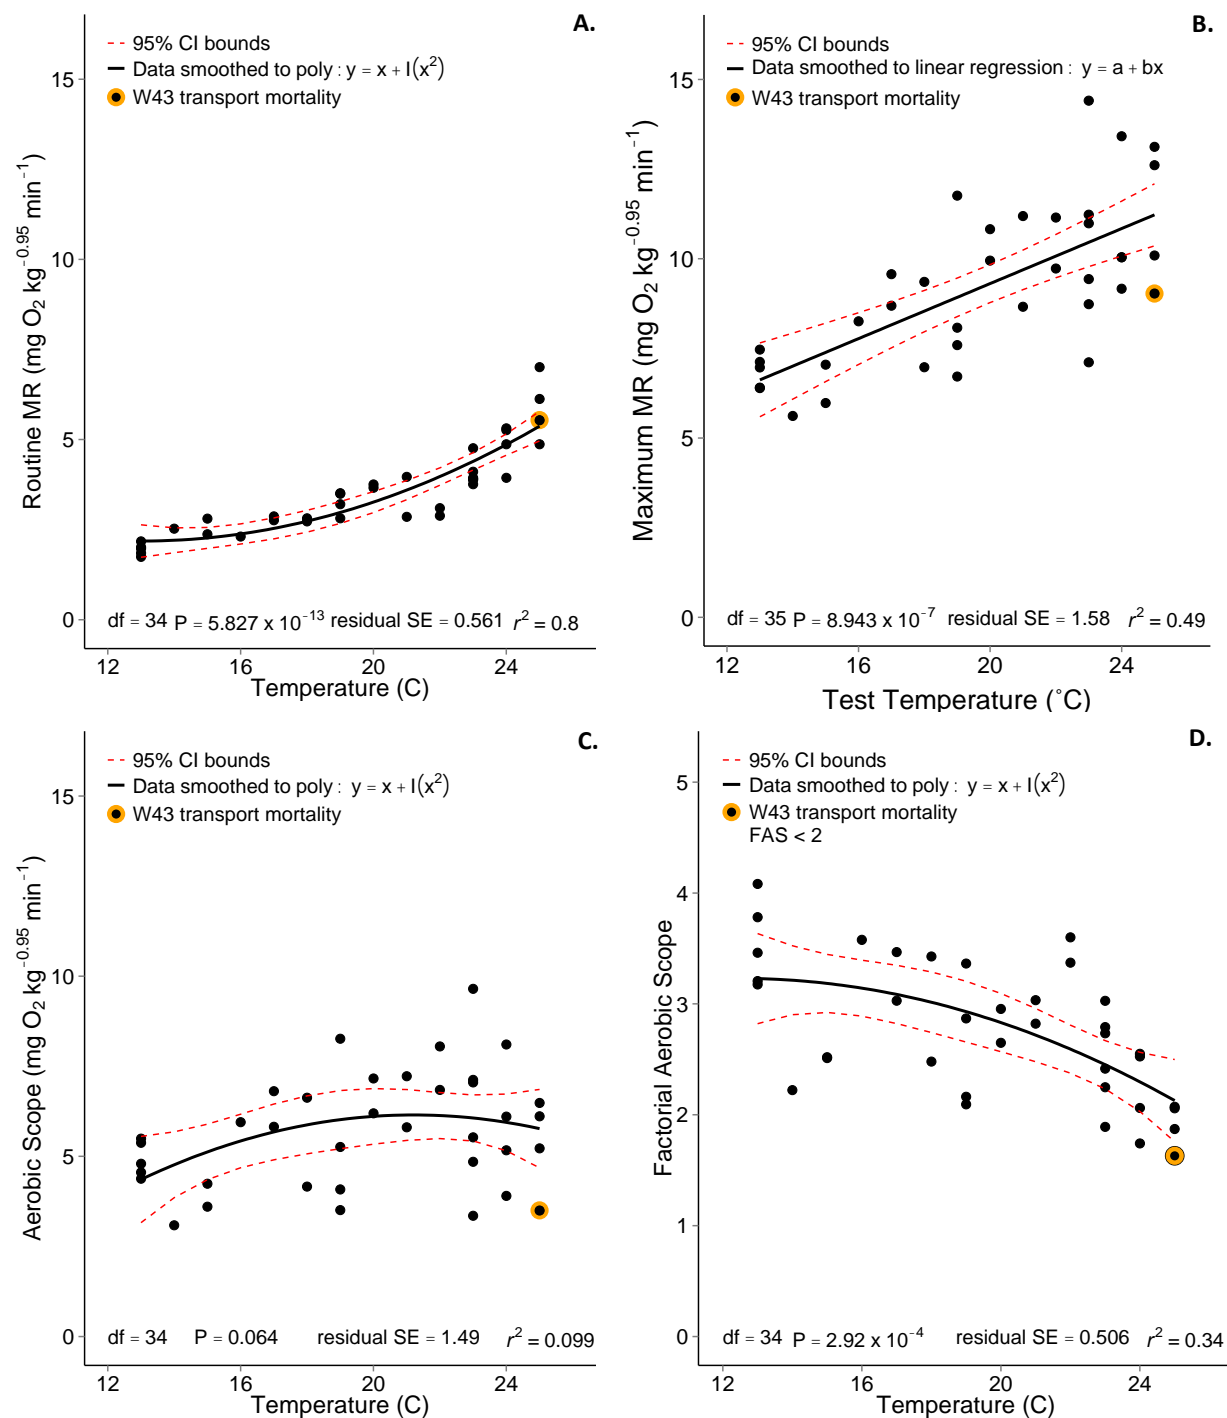 A.
95% CI bounds
Data smoothed to poly : y = x + I(x²)
W43 transport mortality
Routine MR (mg O₂ kg⁻⁰·⁹⁵ min⁻¹)
15
10
5
0
df = 34 P = 5.827 x 10⁻¹³ residual SE = 0.561 r² = 0.8
12 16 20 24
Temperature (C)
B.
95% CI bounds
Data smoothed to linear regression : y = a + bx
W43 transport mortality
Maximum MR (mg O₂ kg⁻⁰·⁹⁵ min⁻¹)
15
10
5
0
df = 35 P = 8.943 x 10⁻⁷ residual SE = 1.58 r² = 0.49
12 16 20 24
Test Temperature (°C)
C.
95% CI bounds
Data smoothed to poly : y = x + I(x²)
W43 transport mortality
Aerobic Scope (mg O₂ kg⁻⁰·⁹⁵ min⁻¹)
15
10
5
0
df = 34 P = 0.064 residual SE = 1.49 r² = 0.099
12 16 20 24
Temperature (C)
D.
95% CI bounds
Data smoothed to poly : y = x + I(x²)
W43 transport mortality
FAS < 2
Factorial Aerobic Scope
5
4
3
2
1
0
df = 34 P = 2.92 x 10⁻⁴ residual SE = 0.506 r² = 0.34
12 16 20 24
Temperature (C)